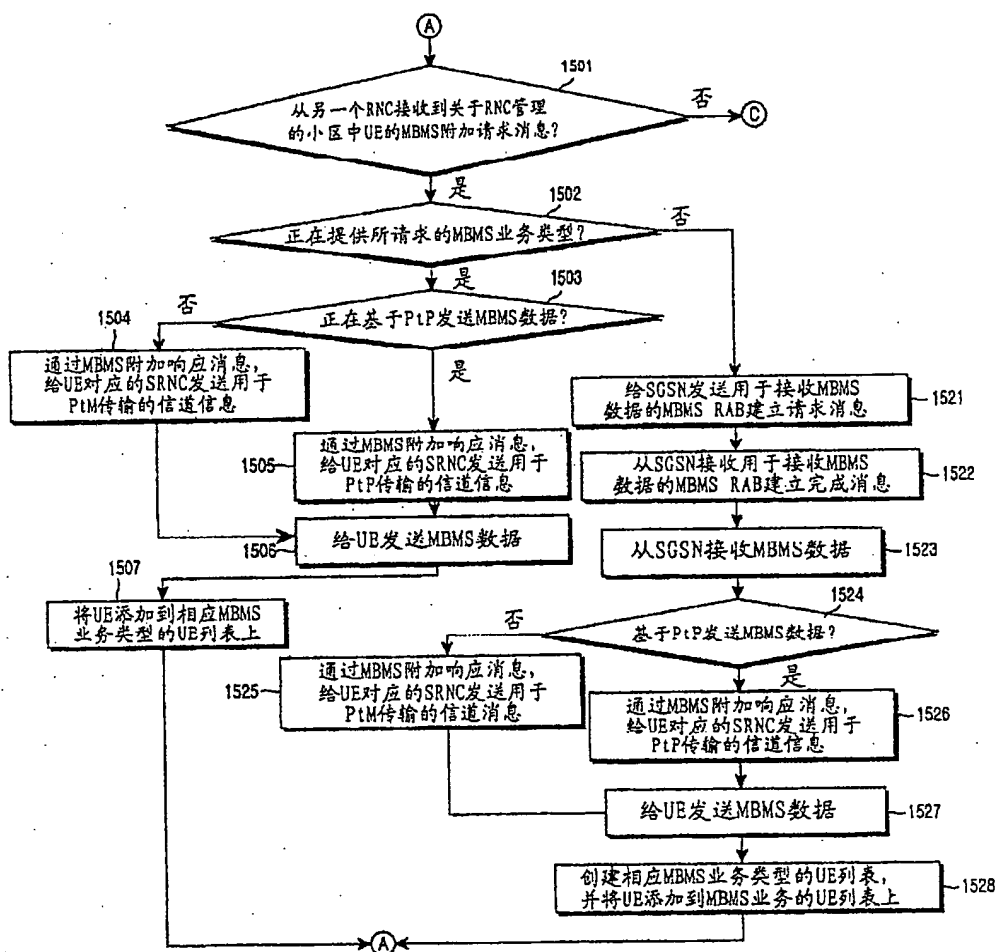 A
1501
从另一个RNC接收到关于RNC管理
的小区中UE的MBMS附加请求消息?
否
C
是
1502
正在提供所请求的MBMS业务类型?
否
是
1503
正在基于PtP发送MBMS数据?
否
是
1504
通过MBMS附加响应消息,
给UE对应的SRNC发送用于
PtM传输的信道信息
1505
通过MBMS附加响应消息,
给UE对应的SRNC发送用于
PtP传输的信道信息
给SGSN发送用于接收MBMS
数据的MBMS RAB建立请求消息
1521
从SGSN接收用于接收MBMS
数据的MBMS RAB建立完成消息
1522
1506
给UE发送MBMS数据
从SGSN接收MBMS数据
1523
1507
将UE添加到相应MBMS
业务类型的UE列表上
1524
基于PtP发送MBMS数据?
否
是
1525
通过MBMS附加响应消息,
给UE对应的SRNC发送用于
PtM传输的信道消息
通过MBMS附加响应消息,
给UE对应的SRNC发送用于
PtP传输的信道信息
1526
给UE发送MBMS数据
1527
创建相应MBMS业务类型的UE列表,
并将UE添加到MBMS业务的UE列表上
1528
A